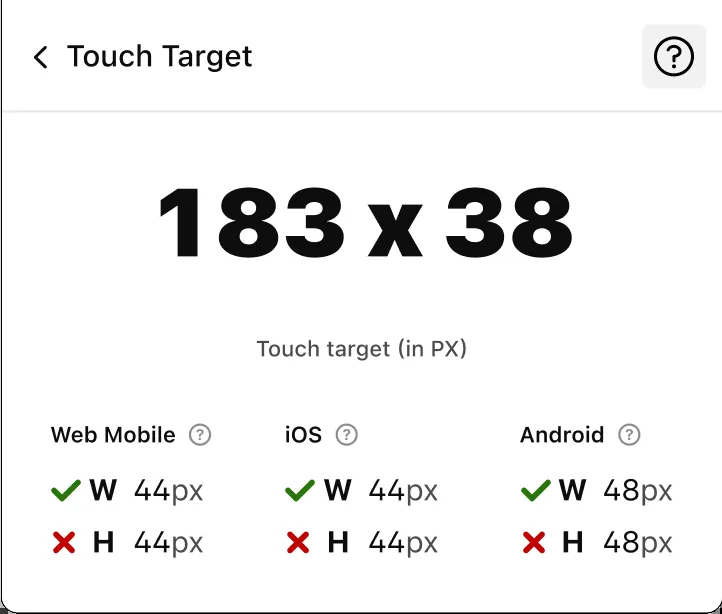 Touch Target
183 x 38
Touch target (in PX)
Web Mobile ? iOS ? Android ?
W 44px W 44px W 48px
H 44px H 44px H 48px